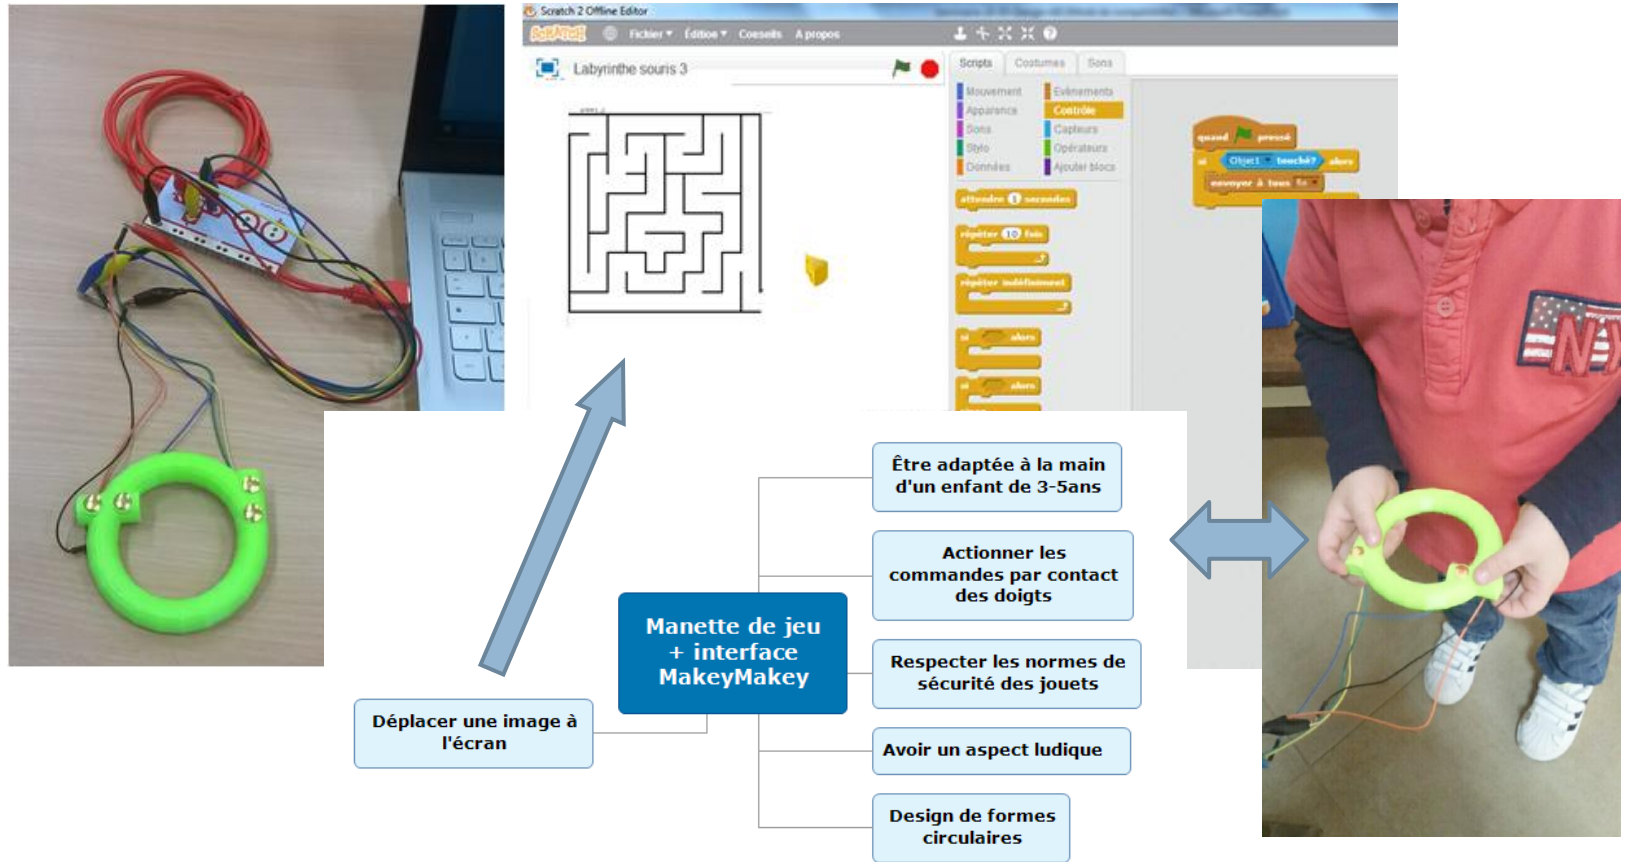 Scratch 2 Offline Editor
SCRATCH Fichier Édition Conseils A propos
Labyrinthe souris 3
Scripts Costumes Sons
Mouvement Evènements
Apparence Contrôle
Sons Capteurs
Stylo Opérateurs
Données Ajouter blocs
quand pressé
si Objet1 touché? alors
envoyer à tous fin
attendre 1 secondes
répéter 10 fois
répéter indéfiniment
si alors
si alors
Être adaptée à la main
d'un enfant de 3-5ans
Actionner les
commandes par contact
des doigts
Manette de jeu
+ interface
MakeyMakey
Respecter les normes de
sécurité des jouets
Déplacer une image à
l'écran
Avoir un aspect ludique
Design de formes
circulaires